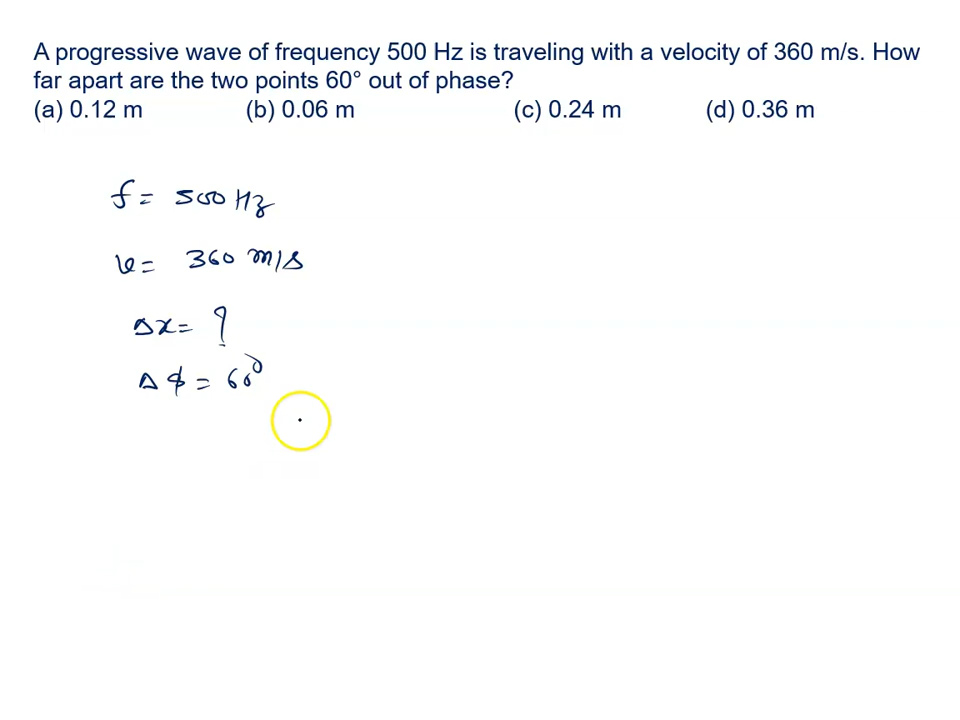 A progressive wave of frequency 500 Hz is traveling with a velocity of 360 m/s. How
far apart are the two points 60° out of phase?
(a) 0.12 m (b) 0.06 m (c) 0.24 m (d) 0.36 m
f = 500 Hz
v = 360 m/s
Δx = ?
Δϕ = 60°